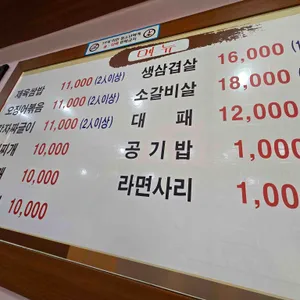 메뉴
제육쌈밥 11,000 (2人이상)
오징어볶음 11,000 (2人이상)
11,000 (2人이상)
찌개 10,000
10,000
10,000
생삼겹살 16,000
소갈비살 18,000
대패 12,000
공기밥 1,000
라면사리 1,00